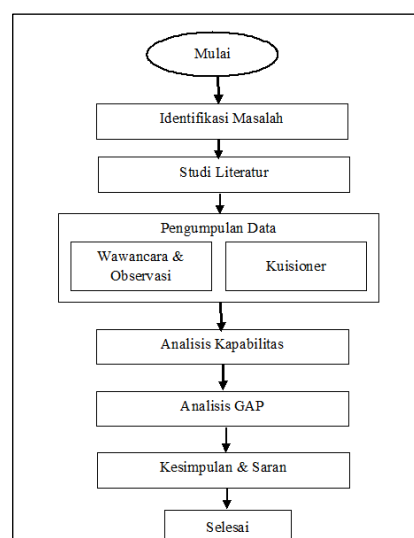 Mulai
Identifikasi Masalah
Studi Literatur
Pengumpulan Data
Wawancara &
Observasi
Kuisioner
Analisis Kapabilitas
Analisis GAP
Kesimpulan & Saran
Selesai